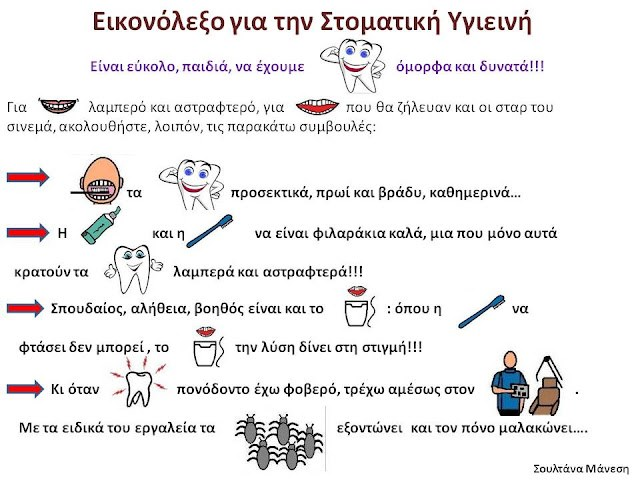 Εικονόλεξο για την Στοματική Υγιεινή
Είναι εύκολο, παιδιά, να έχουμε όμορφα και δυνατά!!!
Για λαμπερό και αστραφτερό, για που θα ζήλευαν και οι σταρ του
σινεμά, ακολουθήστε, λοιπόν, τις παρακάτω συμβουλές:
τα προσεκτικά, πρωί και βράδυ, καθημερινά...
Η και η να είναι φιλαράκια καλά, μια που μόνο αυτά
κρατούν τα λαμπερά και αστραφτερά!!!
Σπουδαίος, αλήθεια, βοηθός είναι και το : όπου η να
φτάσει δεν μπορεί , το την λύση δίνει στη στιγμή!!!
Κι όταν πονόδοντο έχω φοβερό, τρέχω αμέσως στον .
Με τα ειδικά του εργαλεία τα εξοντώνει και τον πόνο μαλακώνει....
Σουλτάνα Μάνεση